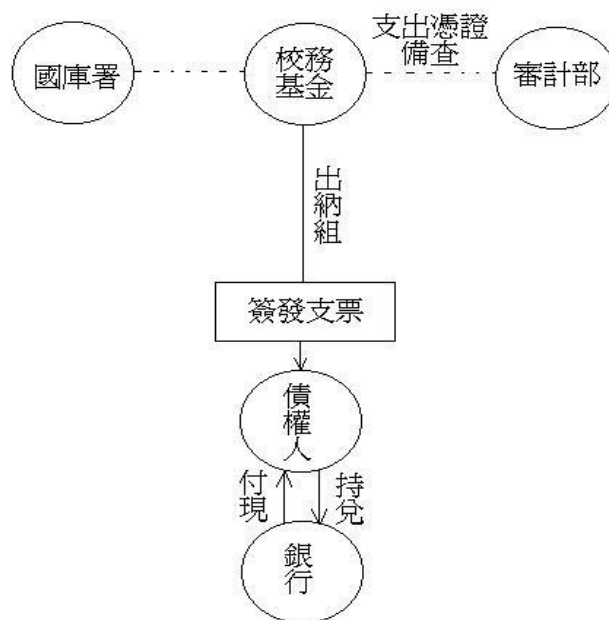 國庫署
校務
基金
支出憑證
備查
審計部
出納組
簽發支票
債權人
付現
持兌
銀行